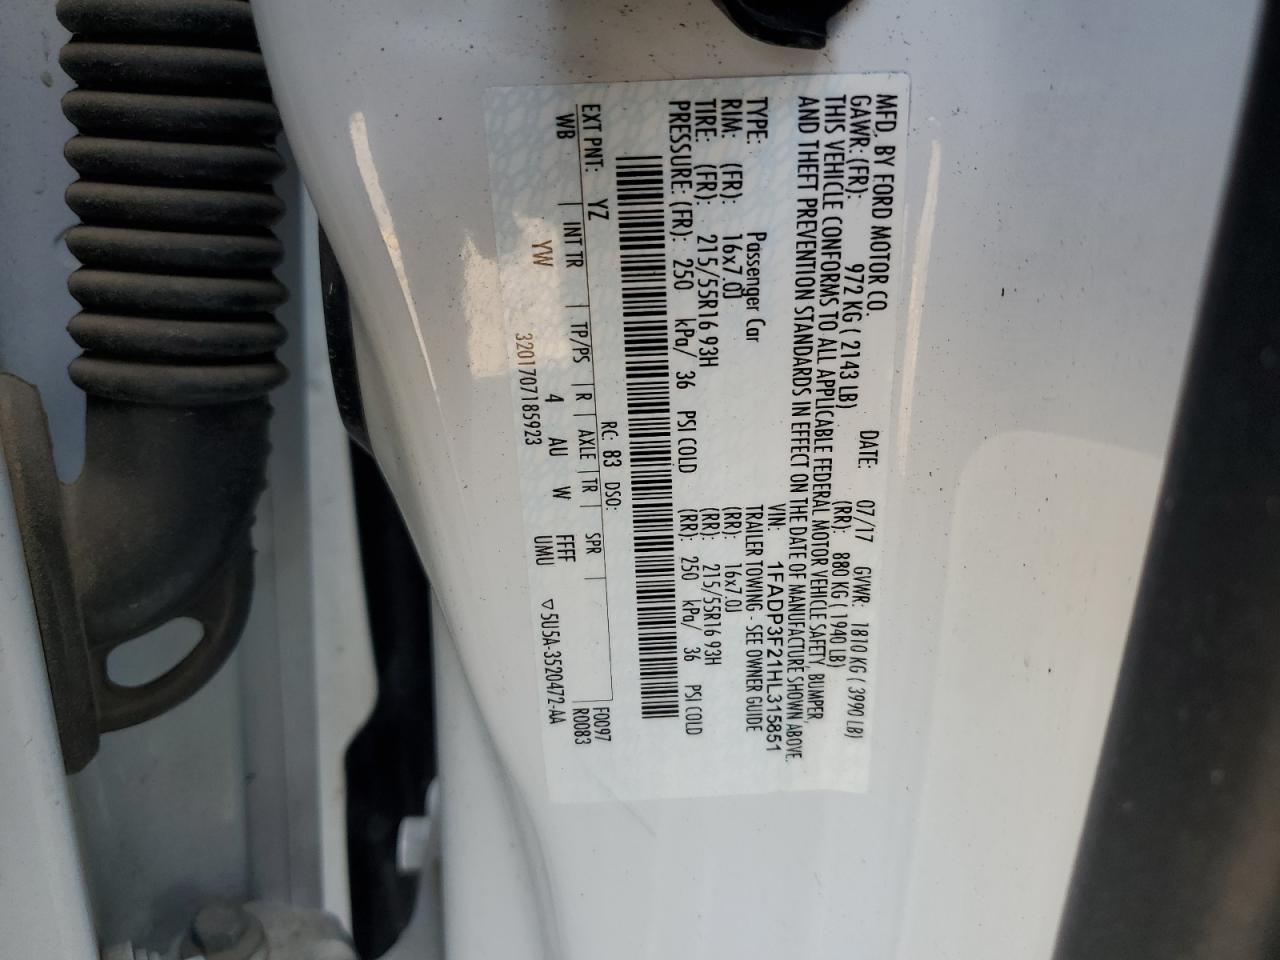 MFD, BY FORD MOTOR CO.
DATE: 07/17 GVWR: 1810 KG ( 3990 LB)
GAWR: (FR): 972 KG ( 2143 LB) (RR): 880 KG ( 1940 LB)
THIS VEHICLE CONFORMS TO ALL APPLICABLE FEDERAL MOTOR VEHICLE SAFETY, BUMPER,
AND THEFT PREVENTION STANDARDS IN EFFECT ON THE DATE OF MANUFACTURE SHOWN ABOVE.
VIN: 1FADP3F21HL315851
TYPE: Passenger Car TRAILER TOWING - SEE OWNER GUIDE
RIM: (FR): 16x7.0J (RR): 16x7.0J
TIRE: (FR): 215/55R16 93H (RR): 215/55R16 93H
PRESSURE: (FR): 250 kPa/ 36 PSI COLD (RR): 250 kPa/ 36 PSI COLD
EXT PNT: YZ RC: 83 DSO: F0097
WB INT TR TP/PS R AXLE TR SPR R0083
YW 4 AU W FFFF
UMU
320170718592​3 ▽5U5A-3520472-AA